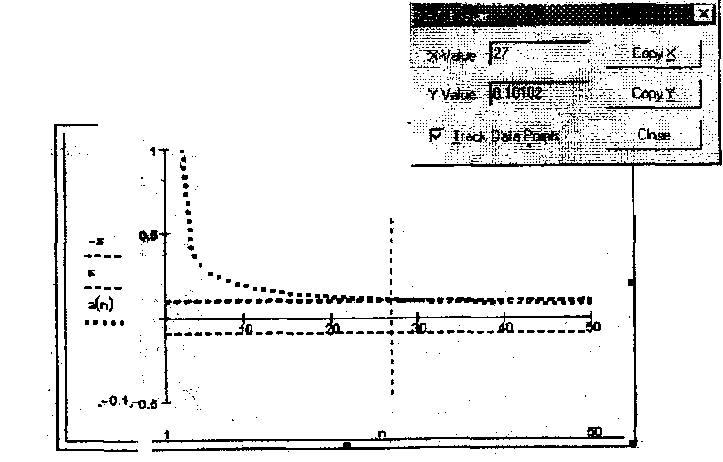 X-Value 27 Copy X
Y Value 0.10102 Copy Y
Track Data Points Close
1
0.5
a(n)
10 20 30 40 50
-0.1,-0.5
1 n 50